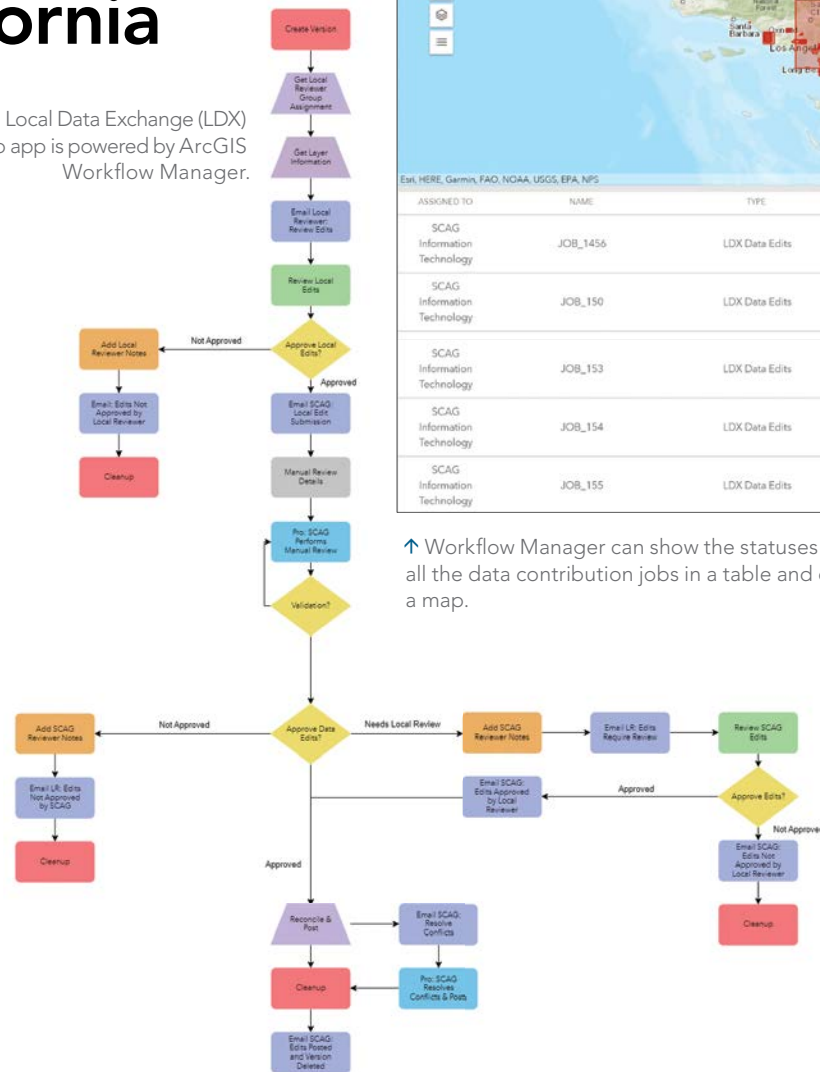 ornia
Local Data Exchange (LDX)
app is powered by ArcGIS
Workflow Manager.
Create Version
Get Local
Reviewer
Group
Assignment
Get Layer
Information
Email Local
Reviewer:
Review Edits
Review Local
Edits
Approve Local
Edits?
Not Approved
Add Local
Reviewer Notes
Email: Edits Not
Approved by
Local Reviewer
Cleanup
Approved
Email SCAG:
Local Edit
Submission
Manual Review
Details
Pro: SCAG
Performs
Manual Review
Validation?
Approve Data
Edits?
Not Approved
Add SCAG
Reviewer Notes
Email LR: Edits
Not Approved
by SCAG
Cleanup
Needs Local Review
Add SCAG
Reviewer Notes
Email LR: Edits
Require Review
Review SCAG
Edits
Approve Edits?
Approved
Email SCAG:
Edits Approved
by Local
Reviewer
Not Approve
Email SCAG:
Edits Not
Approved by
Local Reviewer
Cleanup
Approved
Reconcile &
Post
Email SCAG:
Resolve
Conflicts
Pro: SCAG
Resolves
Conflicts & Posts
Cleanup
Email SCAG:
Edits Posted
and Version
Deleted
Forest
Santa
Barbara
Los Angel
Long Be
Esri, HERE, Garmin, FAO, NOAA, USGS, EPA, NPS
ASSIGNED TO NAME TYPE
SCAG
Information JOB_1456 LDX Data Edits
Technology
SCAG
Information JOB_150 LDX Data Edits
Technology
SCAG
Information JOB_153 LDX Data Edits
Technology
SCAG
Information JOB_154 LDX Data Edits
Technology
SCAG
Information JOB_155 LDX Data Edits
Technology
↑ Workflow Manager can show the statuses
all the data contribution jobs in a table and
a map.